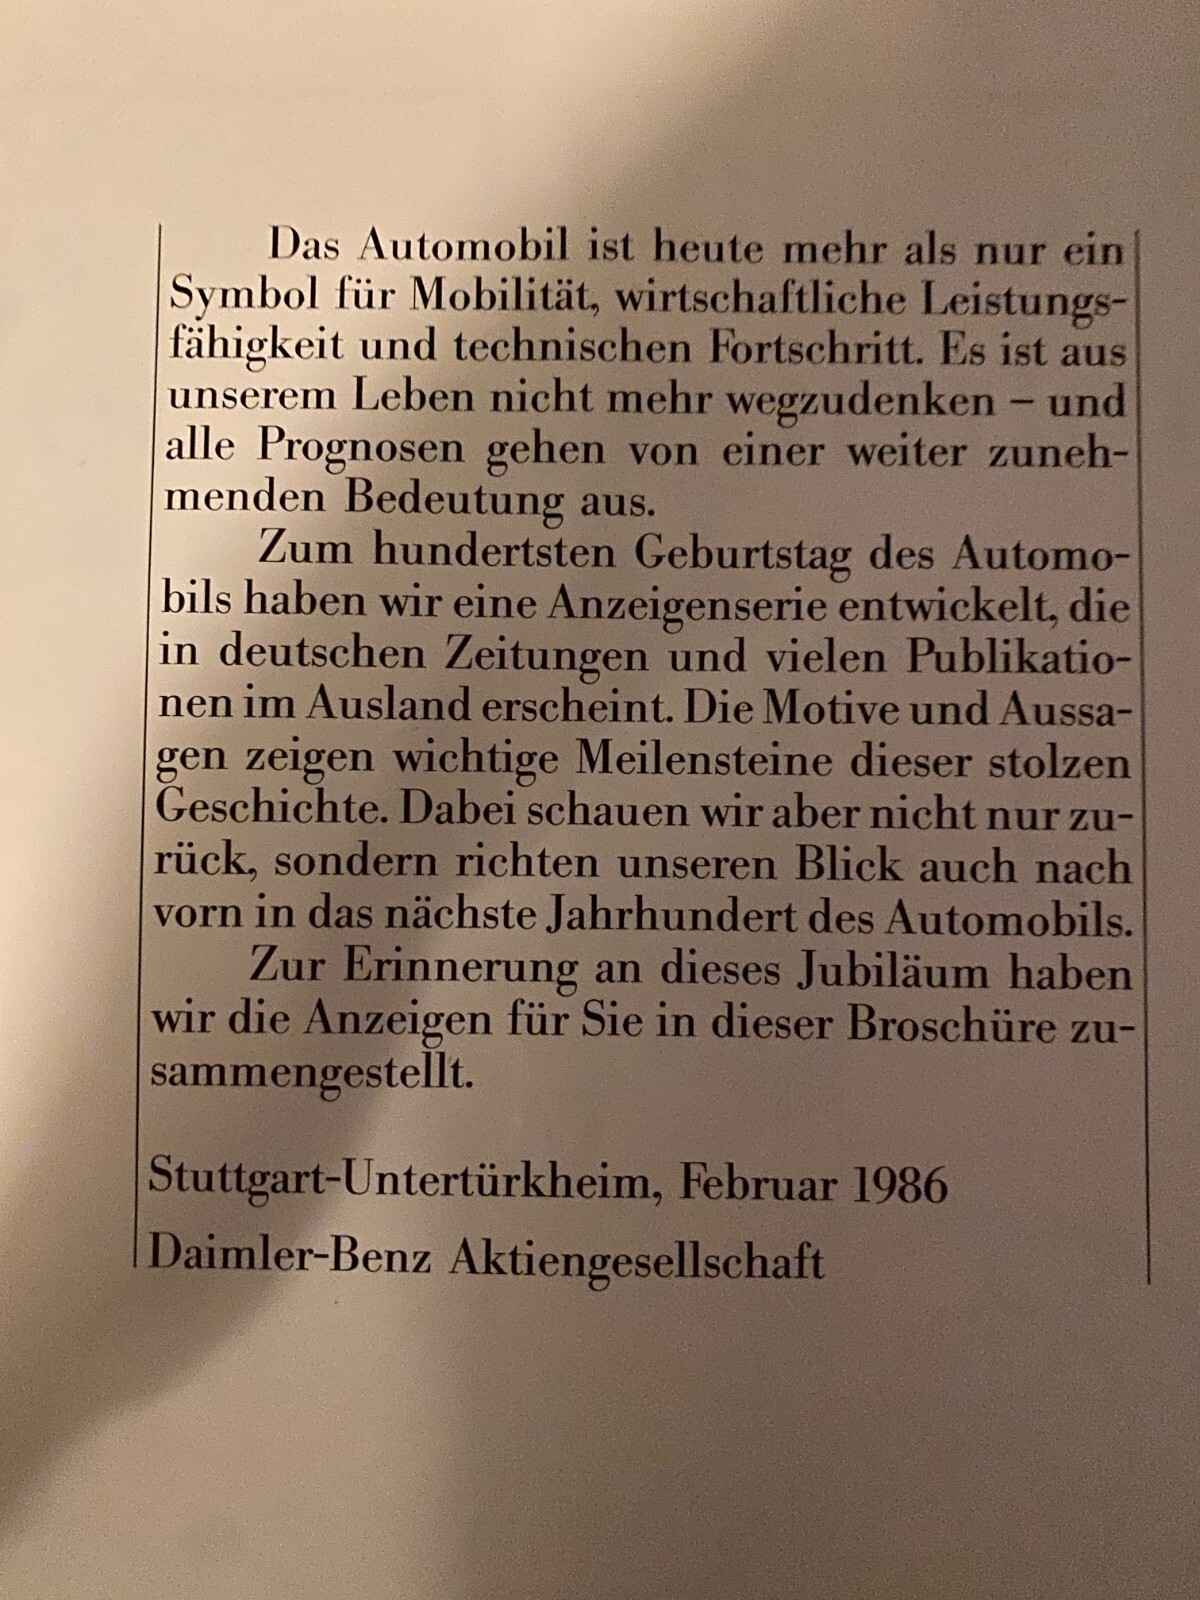 Das Automobil ist heute mehr als nur ein
Symbol für Mobilität, wirtschaftliche Leistungs-
fähigkeit und technischen Fortschritt. Es ist aus
unserem Leben nicht mehr wegzudenken – und
alle Prognosen gehen von einer weiter zuneh-
menden Bedeutung aus.
Zum hundertsten Geburtstag des Automo-
bils haben wir eine Anzeigenserie entwickelt, die
in deutschen Zeitungen und vielen Publikatio-
nen im Ausland erscheint. Die Motive und Aussa-
gen zeigen wichtige Meilensteine dieser stolzen
Geschichte. Dabei schauen wir aber nicht nur zu-
rück, sondern richten unseren Blick auch nach
vorn in das nächste Jahrhundert des Automobils.
Zur Erinnerung an dieses Jubiläum haben
wir die Anzeigen für Sie in dieser Broschüre zu-
sammengestellt.
Stuttgart-Untertürkheim, Februar 1986
Daimler-Benz Aktiengesellschaft